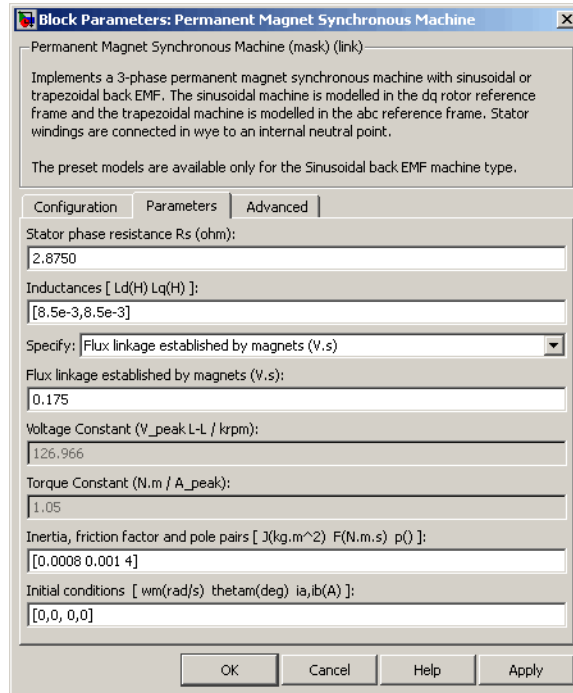 Block Parameters: Permanent Magnet Synchronous Machine
Permanent Magnet Synchronous Machine (mask) (link)
Implements a 3-phase permanent magnet synchronous machine with sinusoidal or
trapezoidal back EMF. The sinusoidal machine is modelled in the dq rotor reference
frame and the trapezoidal machine is modelled in the abc reference frame. Stator
windings are connected in wye to an internal neutral point.
The preset models are available only for the Sinusoidal back EMF machine type.
Configuration Parameters Advanced
Stator phase resistance Rs (ohm):
2.8750
Inductances [ Ld(H) Lq(H) ]:
[8.5e-3,8.5e-3]
Specify: Flux linkage established by magnets (V.s)
Flux linkage established by magnets (V.s):
0.175
Voltage Constant (V_peak L-L / krpm):
126.966
Torque Constant (N.m / A_peak):
1.05
Inertia, friction factor and pole pairs [ J(kg.m^2)  F(N.m.s)  p() ]:
[0.0008 0.001 4]
Initial conditions  [ wm(rad/s)  thetam(deg)  ia,ib(A) ]:
[0,0, 0,0]
OK Cancel Help Apply